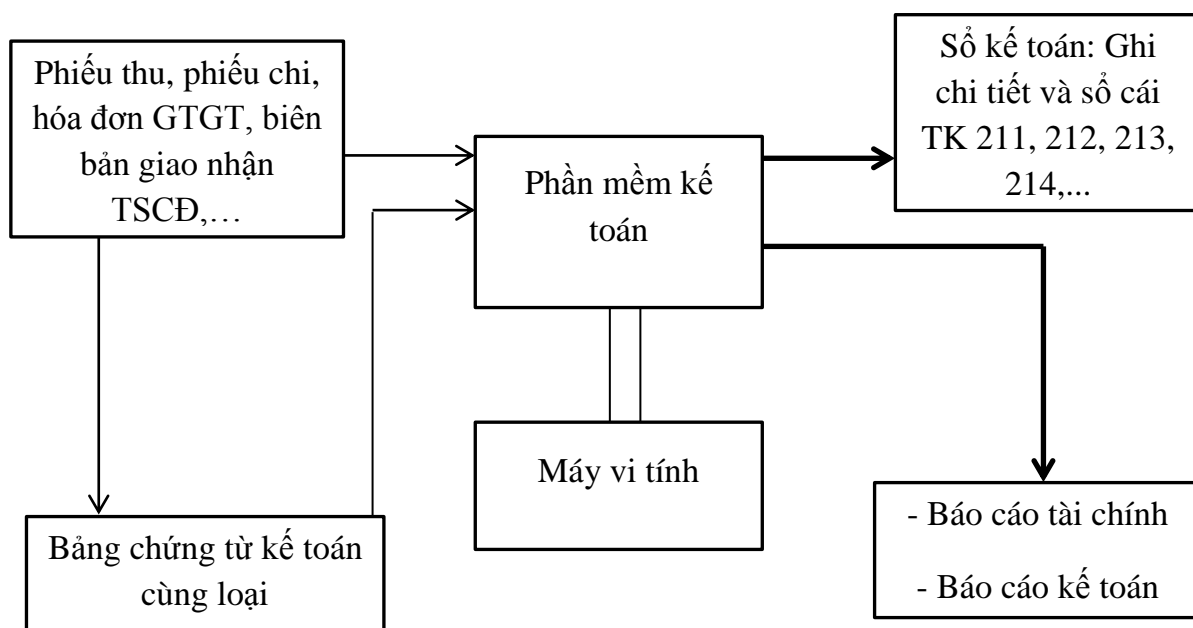 Phiếu thu, phiếu chi,
hóa đơn GTGT, biên
bản giao nhận
TSCĐ,…
Phần mềm kế
toán
Sổ kế toán: Ghi
chi tiết và sổ cái
TK 211, 212, 213,
214,...
Máy vi tính
Bảng chứng từ kế toán
cùng loại
- Báo cáo tài chính
- Báo cáo kế toán